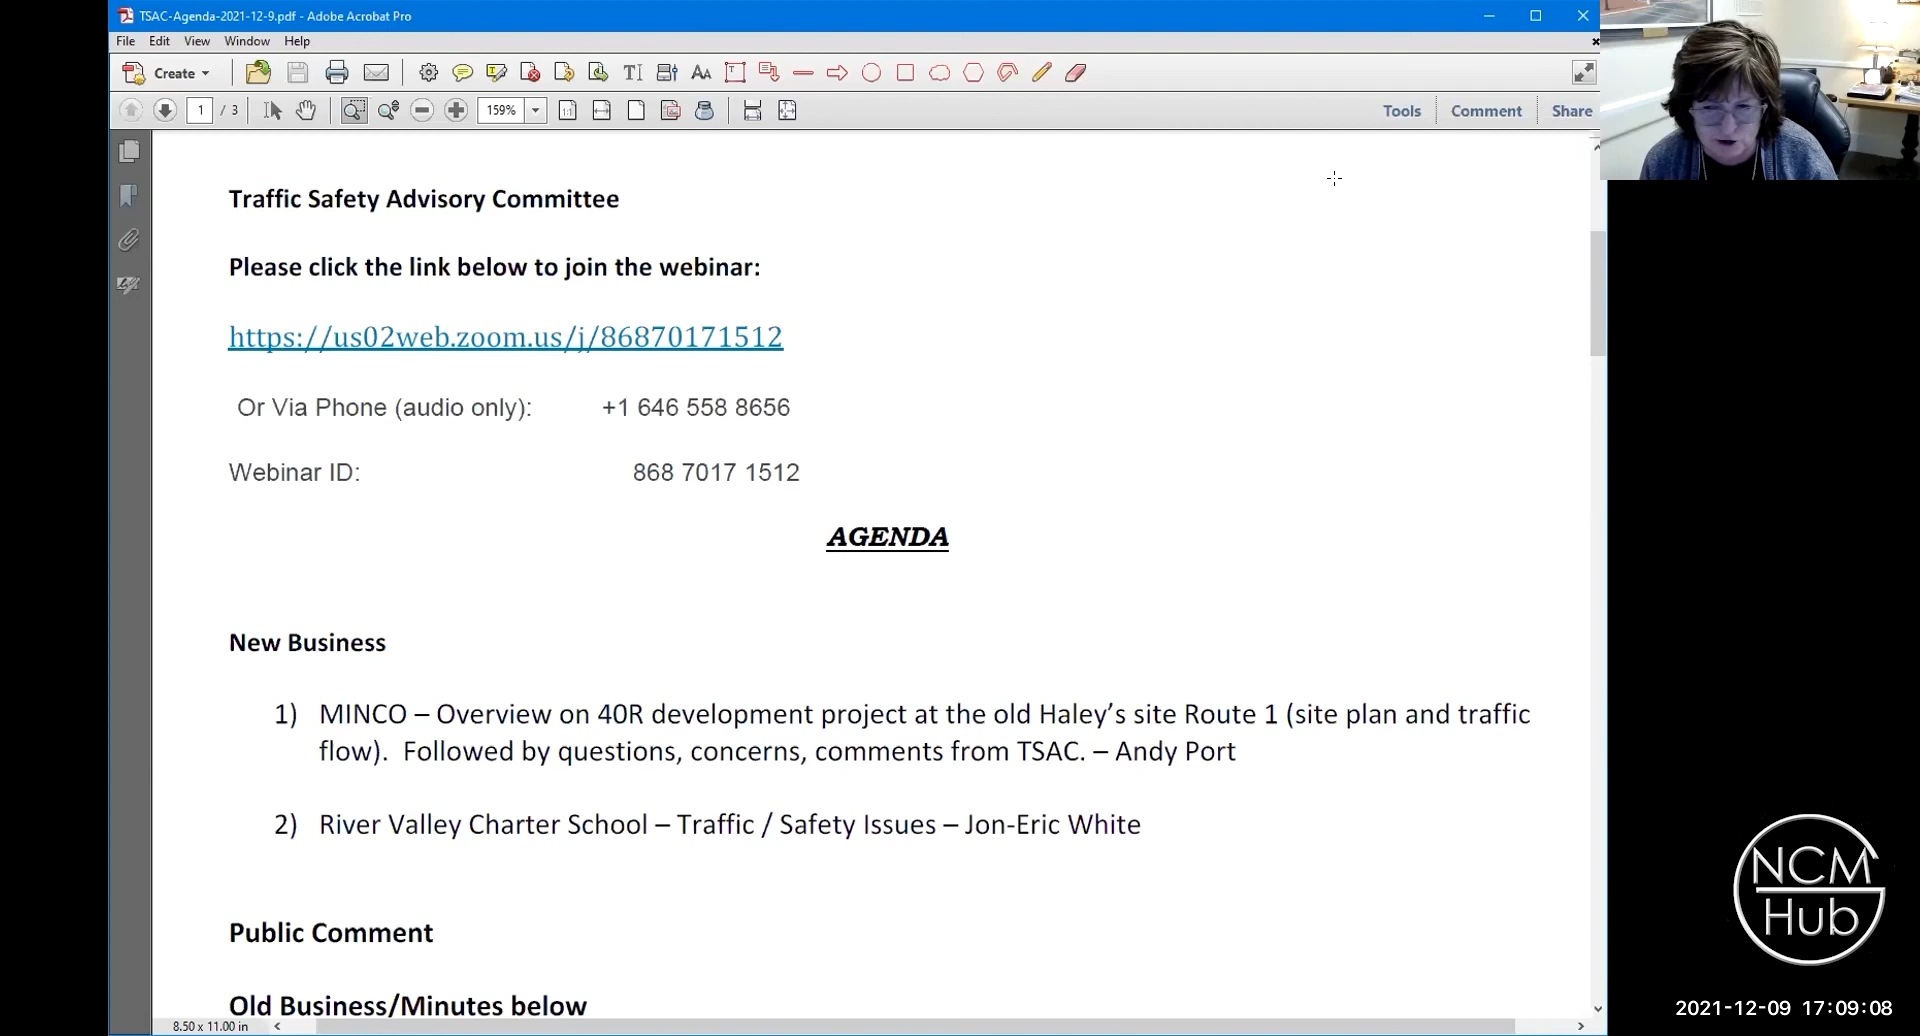 TSAC-Agenda-2021-12-9.pdf - Adobe Acrobat Pro
File Edit View Window Help
Create
1 / 3 159% Tools Comment Share
Traffic Safety Advisory Committee
Please click the link below to join the webinar:
https://us02web.zoom.us/j/86870171512
Or Via Phone (audio only): +1 646 558 8656
Webinar ID: 868 7017 1512
AGENDA
New Business
1) MINCO – Overview on 40R development project at the old Haley’s site Route 1 (site plan and traffic
flow). Followed by questions, concerns, comments from TSAC. – Andy Port
2) River Valley Charter School – Traffic / Safety Issues – Jon-Eric White
Public Comment
Old Business/Minutes below
8.50 x 11.00 in
NCM
Hub
2021-12-09 17:09:08